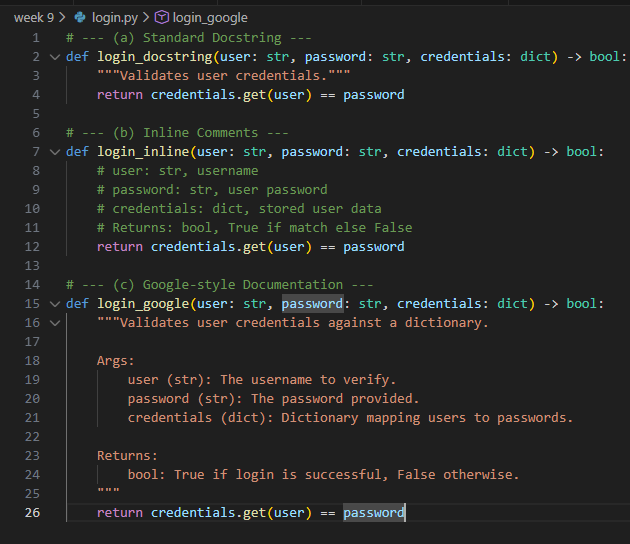 week 9 > login.py > login_google
1 # --- (a) Standard Docstring ---
2 def login_docstring(user: str, password: str, credentials: dict) -> bool:
3     """Validates user credentials."""
4     return credentials.get(user) == password
5
6 # --- (b) Inline Comments ---
7 def login_inline(user: str, password: str, credentials: dict) -> bool:
8     # user: str, username
9     # password: str, user password
10     # credentials: dict, stored user data
11     # Returns: bool, True if match else False
12     return credentials.get(user) == password
13
14 # --- (c) Google-style Documentation ---
15 def login_google(user: str, password: str, credentials: dict) -> bool:
16     """Validates user credentials against a dictionary.
17
18     Args:
19         user (str): The username to verify.
20         password (str): The password provided.
21         credentials (dict): Dictionary mapping users to passwords.
22
23     Returns:
24         bool: True if login is successful, False otherwise.
25     """
26     return credentials.get(user) == password